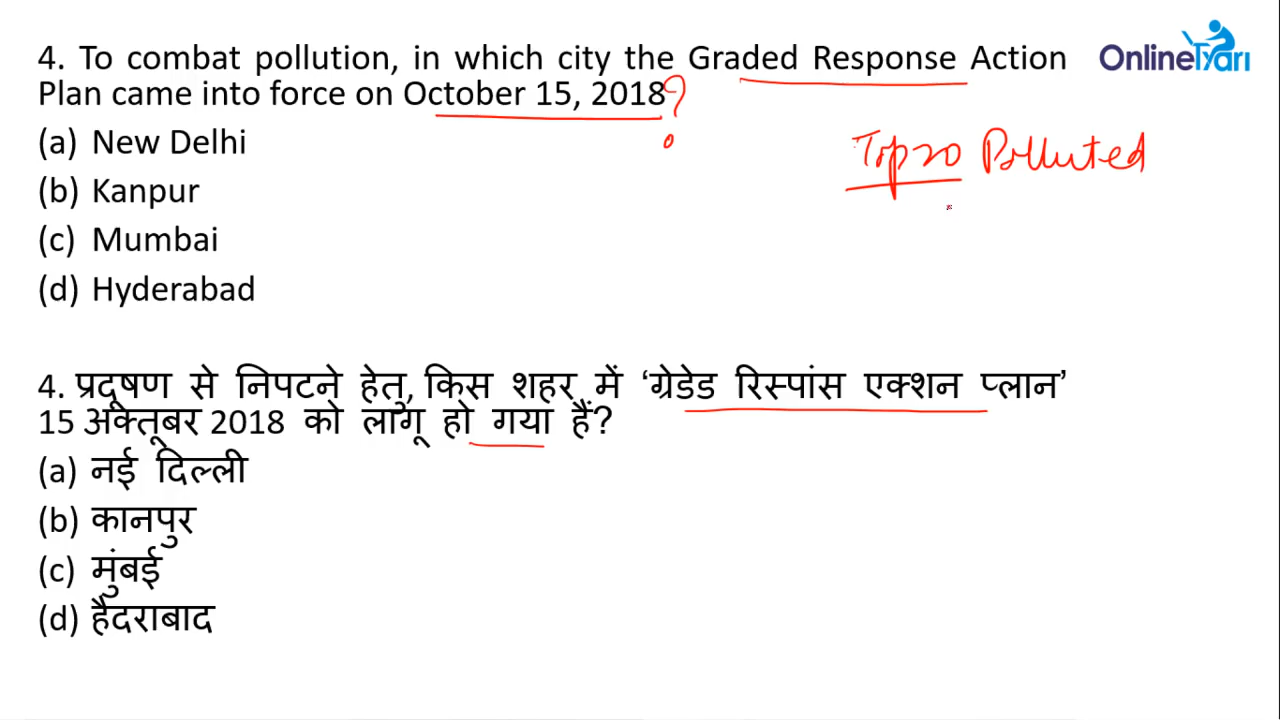 4. To combat pollution, in which city the Graded Response Action
Plan came into force on October 15, 2018?
(a) New Delhi
(b) Kanpur
(c) Mumbai
(d) Hyderabad
OnlineTyari
Top 20 Polluted
4. प्रदूषण से निपटने हेतु, किस शहर में ‘ग्रेडेड रिस्पांस एक्शन प्लान’
15 अक्तूबर 2018 को लागू हो गया हैं?
(a) नई दिल्ली
(b) कानपुर
(c) मुंबई
(d) हैदराबाद